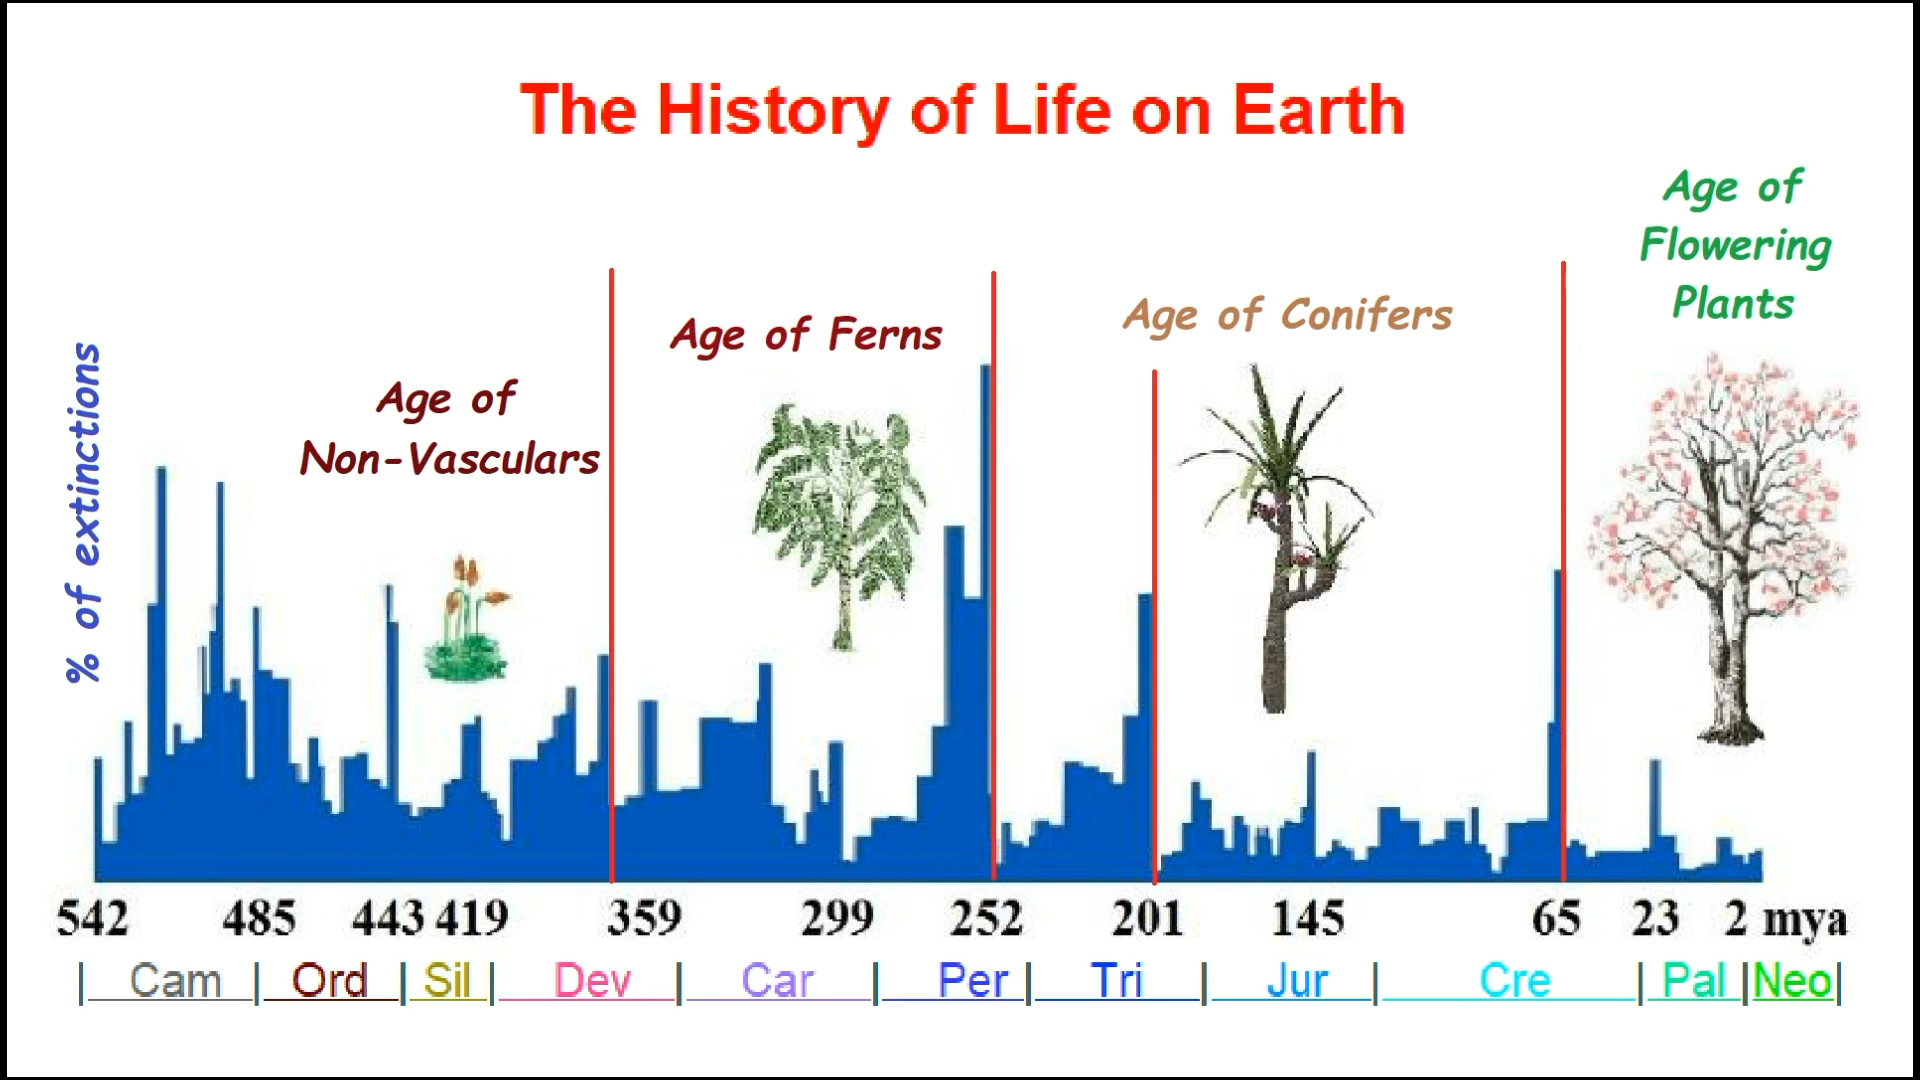 The History of Life on Earth
Age of
Flowering
Plants
Age of Conifers
Age of Ferns
Age of
Non-Vasculars
% of extinctions
542 485 443 419 359 299 252 201 145 65 23 2 mya
| Cam | Ord | Sil | Dev | Car | Per | Tri | Jur | Cre | Pal | Neo |